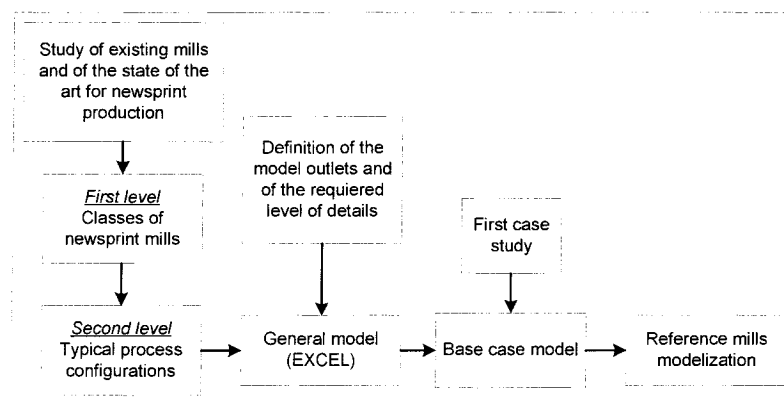 Study of existing mills
and of the state of the
art for newsprint
production
First level
Classes of
newsprint mills
Second level
Typical process
configurations
Definition of the
model outlets and
of the requiered
level of details
General model
(EXCEL)
First case
study
Base case model
Reference mills
modelization